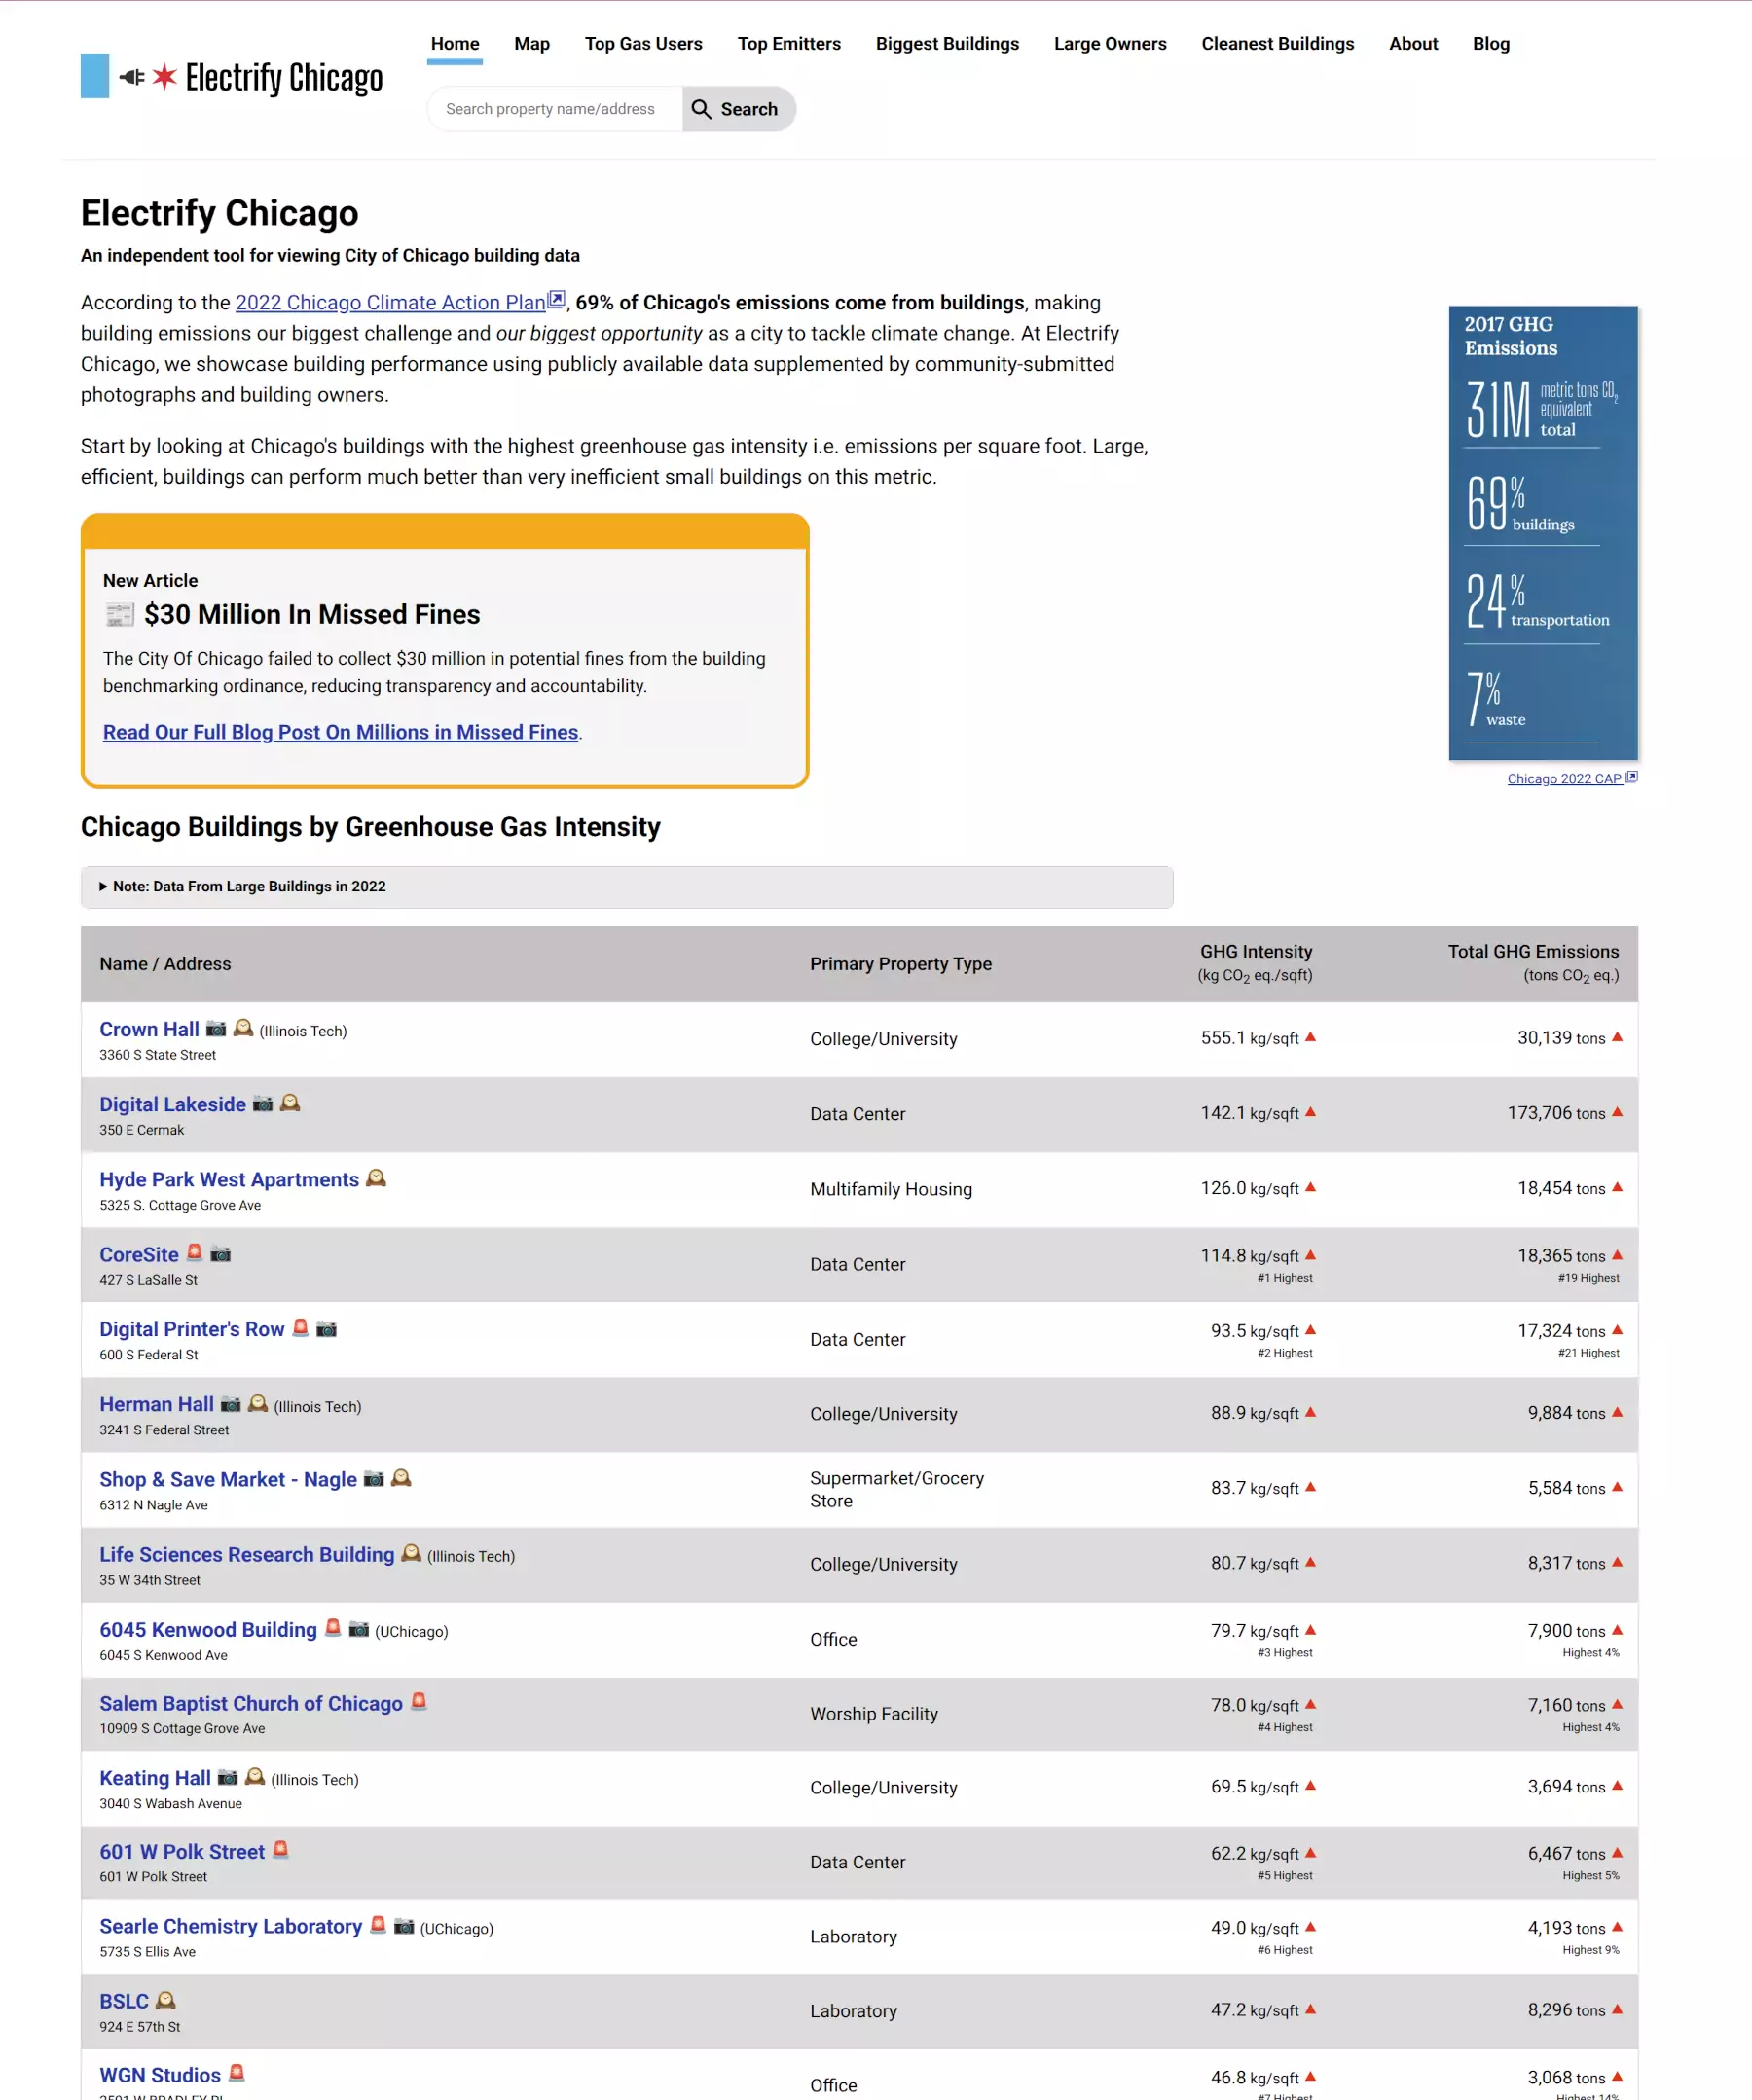 Home Map Top Gas Users Top Emitters Biggest Buildings Large Owners Cleanest Buildings About Blog
Electrify Chicago
Search property name/address Search
Electrify Chicago
An independent tool for viewing City of Chicago building data
According to the 2022 Chicago Climate Action Plan, 69% of Chicago's emissions come from buildings, making
building emissions our biggest challenge and our biggest opportunity as a city to tackle climate change. At Electrify
Chicago, we showcase building performance using publicly available data supplemented by community-submitted
photographs and building owners.
Start by looking at Chicago's buildings with the highest greenhouse gas intensity i.e. emissions per square foot. Large,
efficient, buildings can perform much better than very inefficient small buildings on this metric.
2017 GHG
Emissions
31M metric tons CO2
equivalent
total
69%
buildings
24%
transportation
7%
waste
Chicago 2022 CAP
New Article
$30 Million In Missed Fines
The City Of Chicago failed to collect $30 million in potential fines from the building
benchmarking ordinance, reducing transparency and accountability.
Read Our Full Blog Post On Millions in Missed Fines.
Chicago Buildings by Greenhouse Gas Intensity
▶ Note: Data From Large Buildings in 2022
Name / Address Primary Property Type GHG Intensity Total GHG Emissions
(kg CO2 eq./sqft) (tons CO2 eq.)
Crown Hall (Illinois Tech) College/University 555.1 kg/sqft ▲ 30,139 tons ▲
3360 S State Street
Digital Lakeside Data Center 142.1 kg/sqft ▲ 173,706 tons ▲
350 E Cermak
Hyde Park West Apartments Multifamily Housing 126.0 kg/sqft ▲ 18,454 tons ▲
5325 S. Cottage Grove Ave
CoreSite Data Center 114.8 kg/sqft ▲ 18,365 tons ▲
427 S LaSalle St #1 Highest #19 Highest
Digital Printer's Row Data Center 93.5 kg/sqft ▲ 17,324 tons ▲
600 S Federal St #2 Highest #21 Highest
Herman Hall (Illinois Tech) College/University 88.9 kg/sqft ▲ 9,884 tons ▲
3241 S Federal Street
Shop & Save Market - Nagle Supermarket/Grocery 83.7 kg/sqft ▲ 5,584 tons ▲
6312 N Nagle Ave Store
Life Sciences Research Building (Illinois Tech) College/University 80.7 kg/sqft ▲ 8,317 tons ▲
35 W 34th Street
6045 Kenwood Building (UChicago) Office 79.7 kg/sqft ▲ 7,900 tons ▲
6045 S Kenwood Ave #3 Highest Highest 4%
Salem Baptist Church of Chicago Worship Facility 78.0 kg/sqft ▲ 7,160 tons ▲
10909 S Cottage Grove Ave #4 Highest Highest 4%
Keating Hall (Illinois Tech) College/University 69.5 kg/sqft ▲ 3,694 tons ▲
3040 S Wabash Avenue
601 W Polk Street Data Center 62.2 kg/sqft ▲ 6,467 tons ▲
601 W Polk Street #5 Highest Highest 5%
Searle Chemistry Laboratory (UChicago) Laboratory 49.0 kg/sqft ▲ 4,193 tons ▲
5735 S Ellis Ave #6 Highest Highest 9%
BSLC Laboratory 47.2 kg/sqft ▲ 8,296 tons ▲
924 E 57th St
WGN Studios Office 46.8 kg/sqft ▲ 3,068 tons ▲
#7 Highest Highest 14%